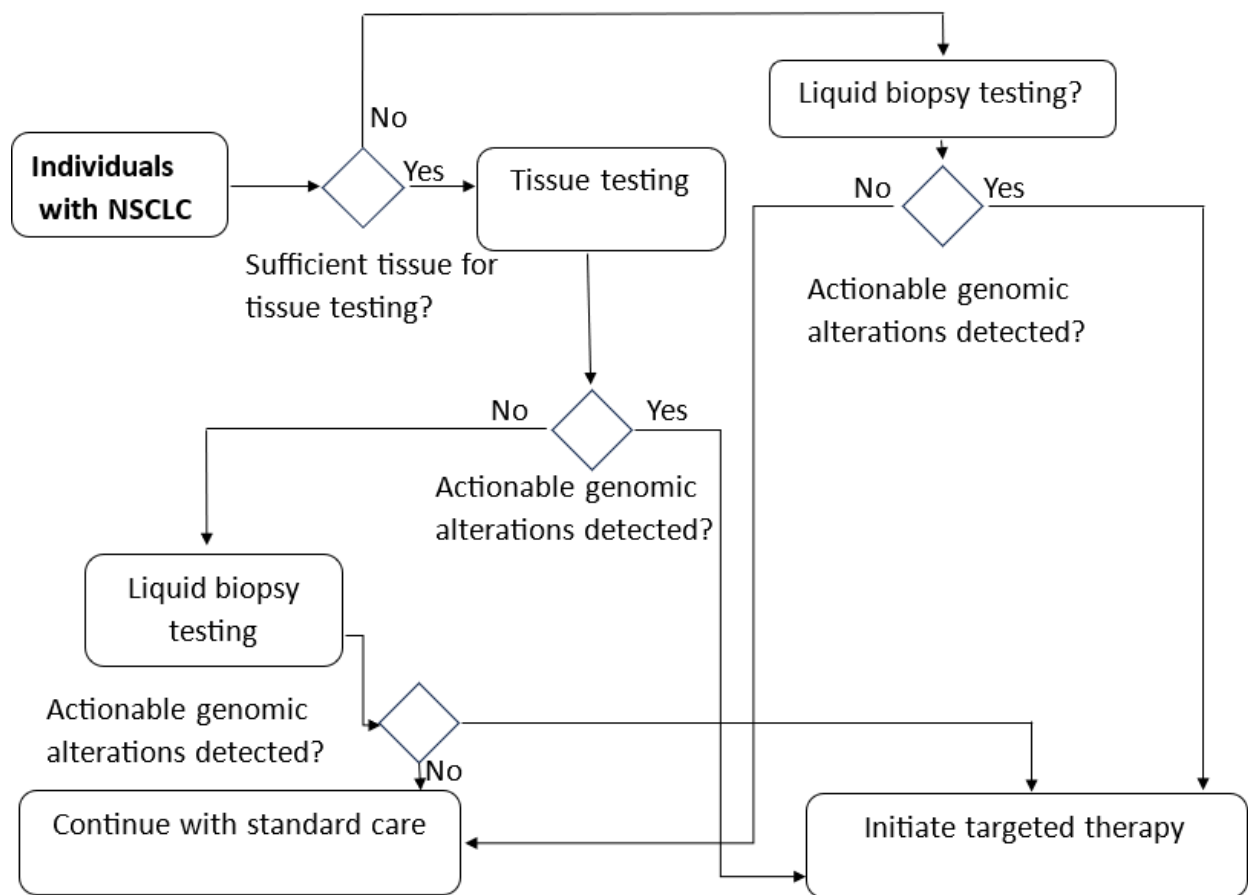 No
Liquid biopsy testing?
Individuals
with NSCLC
Yes
Tissue testing
No
Yes
Sufficient tissue for
tissue testing?
Actionable genomic
alterations detected?
No
Yes
Actionable genomic
alterations detected?
Liquid biopsy
testing
Actionable genomic
alterations detected?
No
Continue with standard care
Initiate targeted therapy